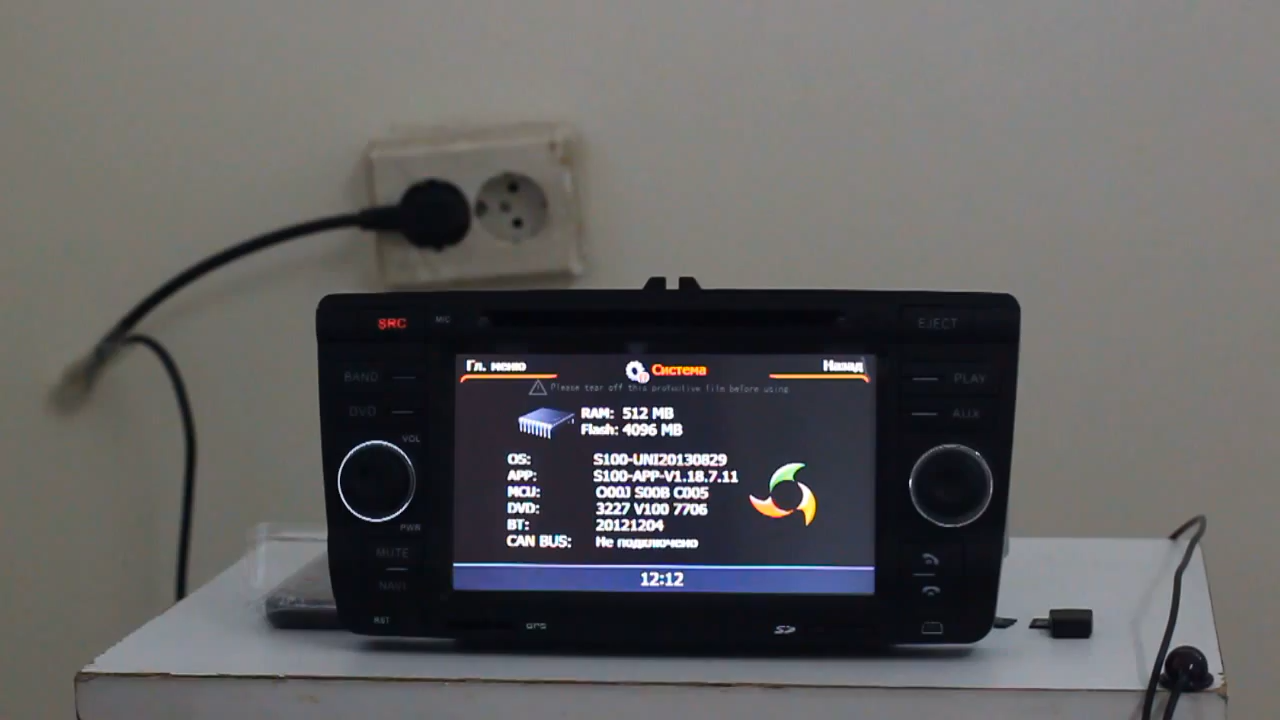 SRC
MIC
EJECT
BAND
PLAY
DVD
AUX
VOL
PWR
MUTE
NAVI
RST
GPS
SD
Гл. меню
Система
Назад
Please tear off this protective film before using
RAM: 512 MB
Flash: 4096 MB
OS: S100-UNI20130829
APP: S100-APP-V1.18.7.11
MCU: O00J S00B C005
DVD: 3227 V100 7706
BT: 20121204
CAN BUS: Не подключено
12:12